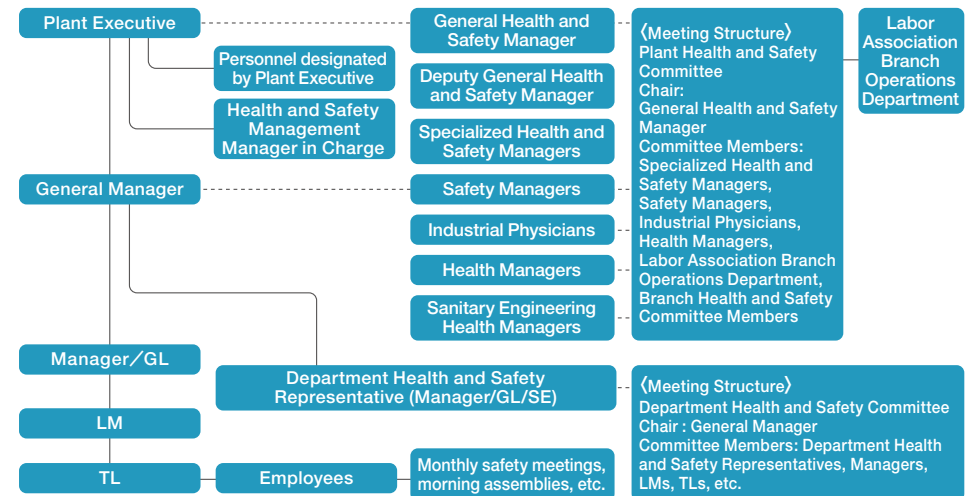 Plant Executive
Personnel designated
by Plant Executive
Health and Safety
Management
Manager in Charge
General Manager
Manager／GL
LM
TL
Employees
Monthly safety meetings,
morning assemblies, etc.
Department Health and Safety
Representative (Manager/GL/SE)
General Health and
Safety Manager
Deputy General Health
and Safety Manager
Specialized Health and
Safety Managers
Safety Managers
Industrial Physicians
Health Managers
Sanitary Engineering
Health Managers
〈Meeting Structure〉
Plant Health and Safety
Committee
Chair:
General Health and Safety
Manager
Committee Members:
Specialized Health and
Safety Managers,
Safety Managers,
Industrial Physicians,
Health Managers,
Labor Association Branch
Operations Department,
Branch Health and Safety
Committee Members
Labor
Association
Branch
Operations
Department
〈Meeting Structure〉
Department Health and Safety Committee
Chair : General Manager
Committee Members: Department Health
and Safety Representatives, Managers,
LMs, TLs, etc.